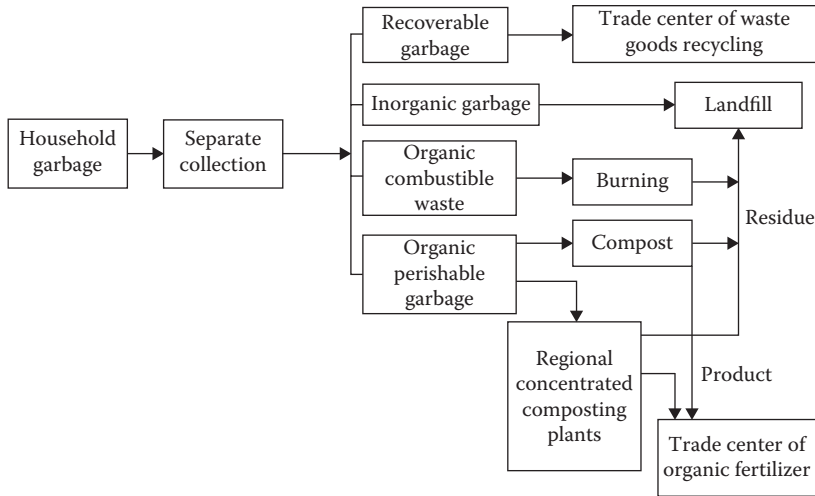 Recoverable
garbage
Trade center of waste
goods recycling
Inorganic garbage
Landfill
Household
garbage
Separate
collection
Organic
combustible
waste
Burning
Residue
Organic
perishable
garbage
Compost
Regional
concentrated
composting
plants
Product
Trade center of
organic fertilizer